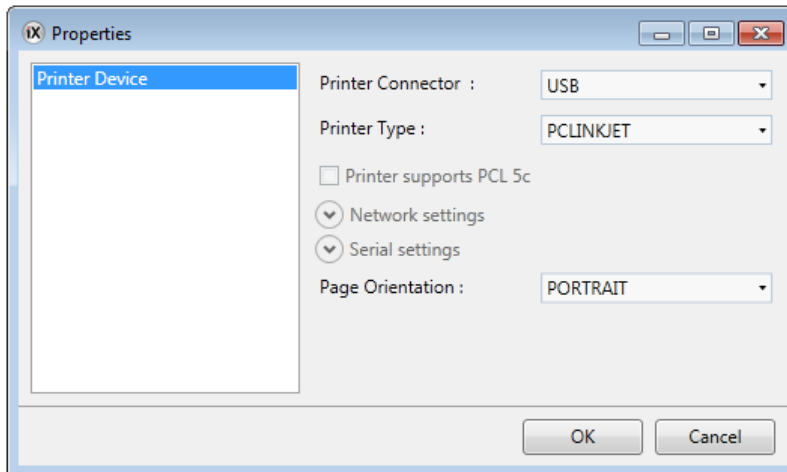 iX Properties
Printer Device
Printer Connector :
USB
Printer Type :
PCLINKJET
Printer supports PCL 5c
Network settings
Serial settings
Page Orientation :
PORTRAIT
OK
Cancel